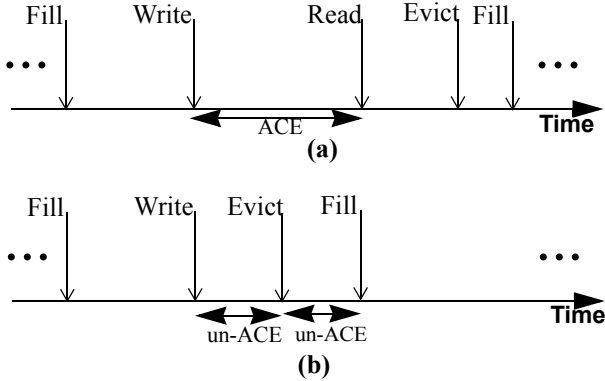 Fill Write Read Evict Fill
••• •••
ACE Time
(a)
Fill Write Evict Fill
••• •••
un-ACE un-ACE Time
(b)